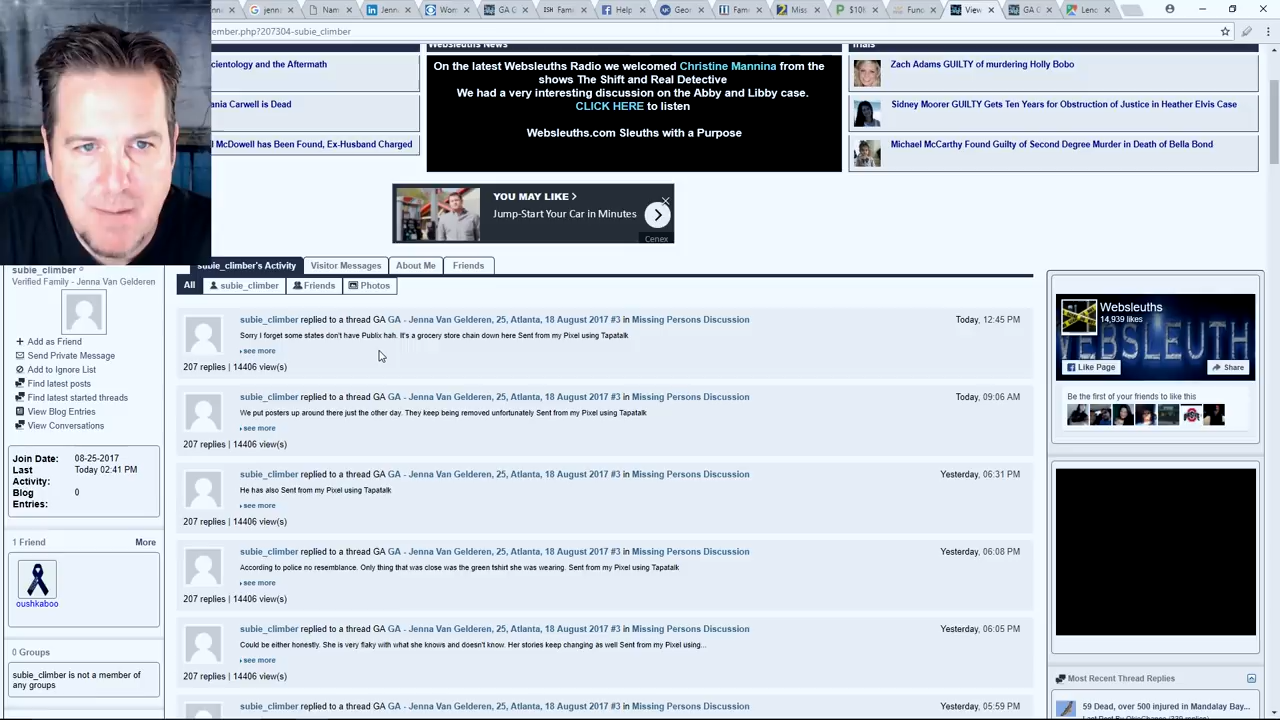 jenn
Nam
Jenn
Won
GA G
Fami
Help
Geor
Fame
Miss
$10k
Func
View
GA G
Lenc
ember.php?207304-subie_climber
Websleuths News
Trials
cientology and the Aftermath
ania Carwell is Dead
l McDowell has Been Found, Ex-Husband Charged
On the latest Websleuths Radio we welcomed Christine Mannina from the
shows The Shift and Real Detective
We had a very interesting discussion on the Abby and Libby case.
CLICK HERE to listen
Websleuths.com Sleuths with a Purpose
Zach Adams GUILTY of murdering Holly Bobo
Sidney Moorer GUILTY Gets Ten Years for Obstruction of Justice in Heather Elvis Case
Michael McCarthy Found Guilty of Second Degree Murder in Death of Bella Bond
YOU MAY LIKE >
Jump-Start Your Car in Minutes
Cenex
subie_climber
Verified Family - Jenna Van Gelderen
Add as Friend
Send Private Message
Add to Ignore List
Find latest posts
Find latest started threads
View Blog Entries
View Conversations
Join Date: 08-25-2017
Last Activity: Today 02:41 PM
Blog Entries: 0
1 Friend More
oushkaboo
0 Groups
subie_climber is not a member of
any groups
subie_climber's Activity Visitor Messages About Me Friends
All subie_climber Friends Photos
subie_climber replied to a thread GA GA - Jenna Van Gelderen, 25, Atlanta, 18 August 2017 #3 in Missing Persons Discussion Today, 12:45 PM
Sorry I forget some states don't have Publix hah. It's a grocery store chain down here Sent from my Pixel using Tapatalk
see more
207 replies | 14406 view(s)
subie_climber replied to a thread GA GA - Jenna Van Gelderen, 25, Atlanta, 18 August 2017 #3 in Missing Persons Discussion Today, 09:06 AM
We put posters up around there just the other day. They keep being removed unfortunately Sent from my Pixel using Tapatalk
see more
207 replies | 14406 view(s)
subie_climber replied to a thread GA GA - Jenna Van Gelderen, 25, Atlanta, 18 August 2017 #3 in Missing Persons Discussion Yesterday, 06:31 PM
He has also Sent from my Pixel using Tapatalk
see more
207 replies | 14406 view(s)
subie_climber replied to a thread GA GA - Jenna Van Gelderen, 25, Atlanta, 18 August 2017 #3 in Missing Persons Discussion Yesterday, 06:08 PM
According to police no resemblance. Only thing that was close was the green tshirt she was wearing. Sent from my Pixel using Tapatalk
see more
207 replies | 14406 view(s)
subie_climber replied to a thread GA GA - Jenna Van Gelderen, 25, Atlanta, 18 August 2017 #3 in Missing Persons Discussion Yesterday, 06:05 PM
Could be either honestly. She is very flaky with what she knows and doesn't know. Her stories keep changing as well Sent from my Pixel using...
see more
207 replies | 14406 view(s)
subie_climber replied to a thread GA GA - Jenna Van Gelderen, 25, Atlanta, 18 August 2017 #3 in Missing Persons Discussion Yesterday, 05:59 PM
Websleuths
14,939 likes
WEBSLEUTHS
Like Page
Share
Be the first of your friends to like this
Most Recent Thread Replies
59 Dead, over 500 injured in Mandalay Bay...